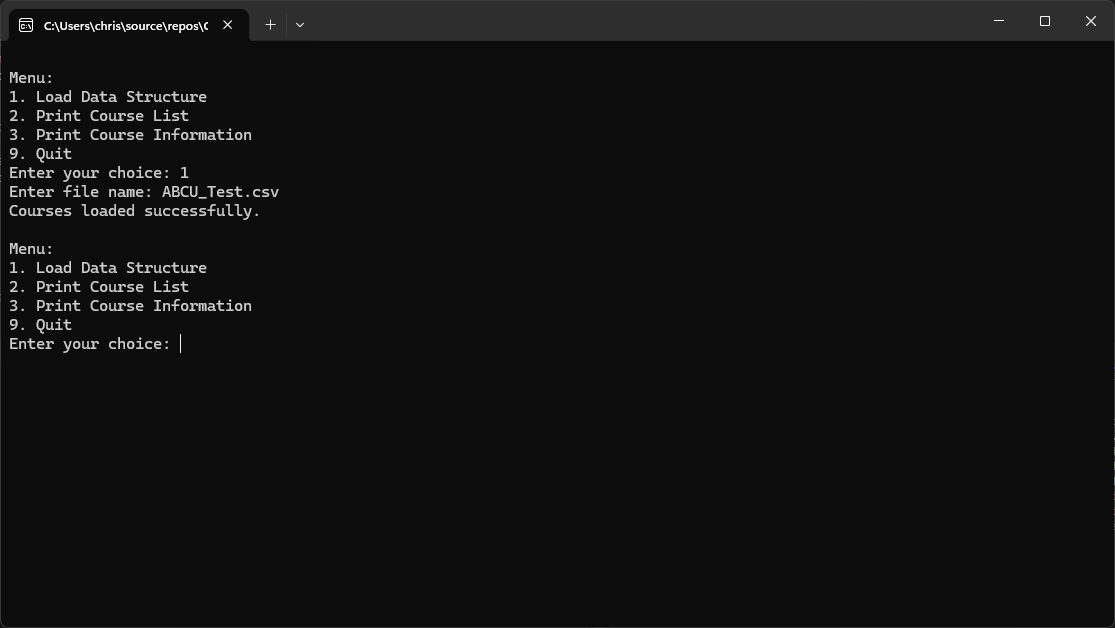 C:\Users\chris\source\repos\C
Menu:
1. Load Data Structure
2. Print Course List
3. Print Course Information
9. Quit
Enter your choice: 1
Enter file name: ABCU_Test.csv
Courses loaded successfully.
Menu:
1. Load Data Structure
2. Print Course List
3. Print Course Information
9. Quit
Enter your choice: